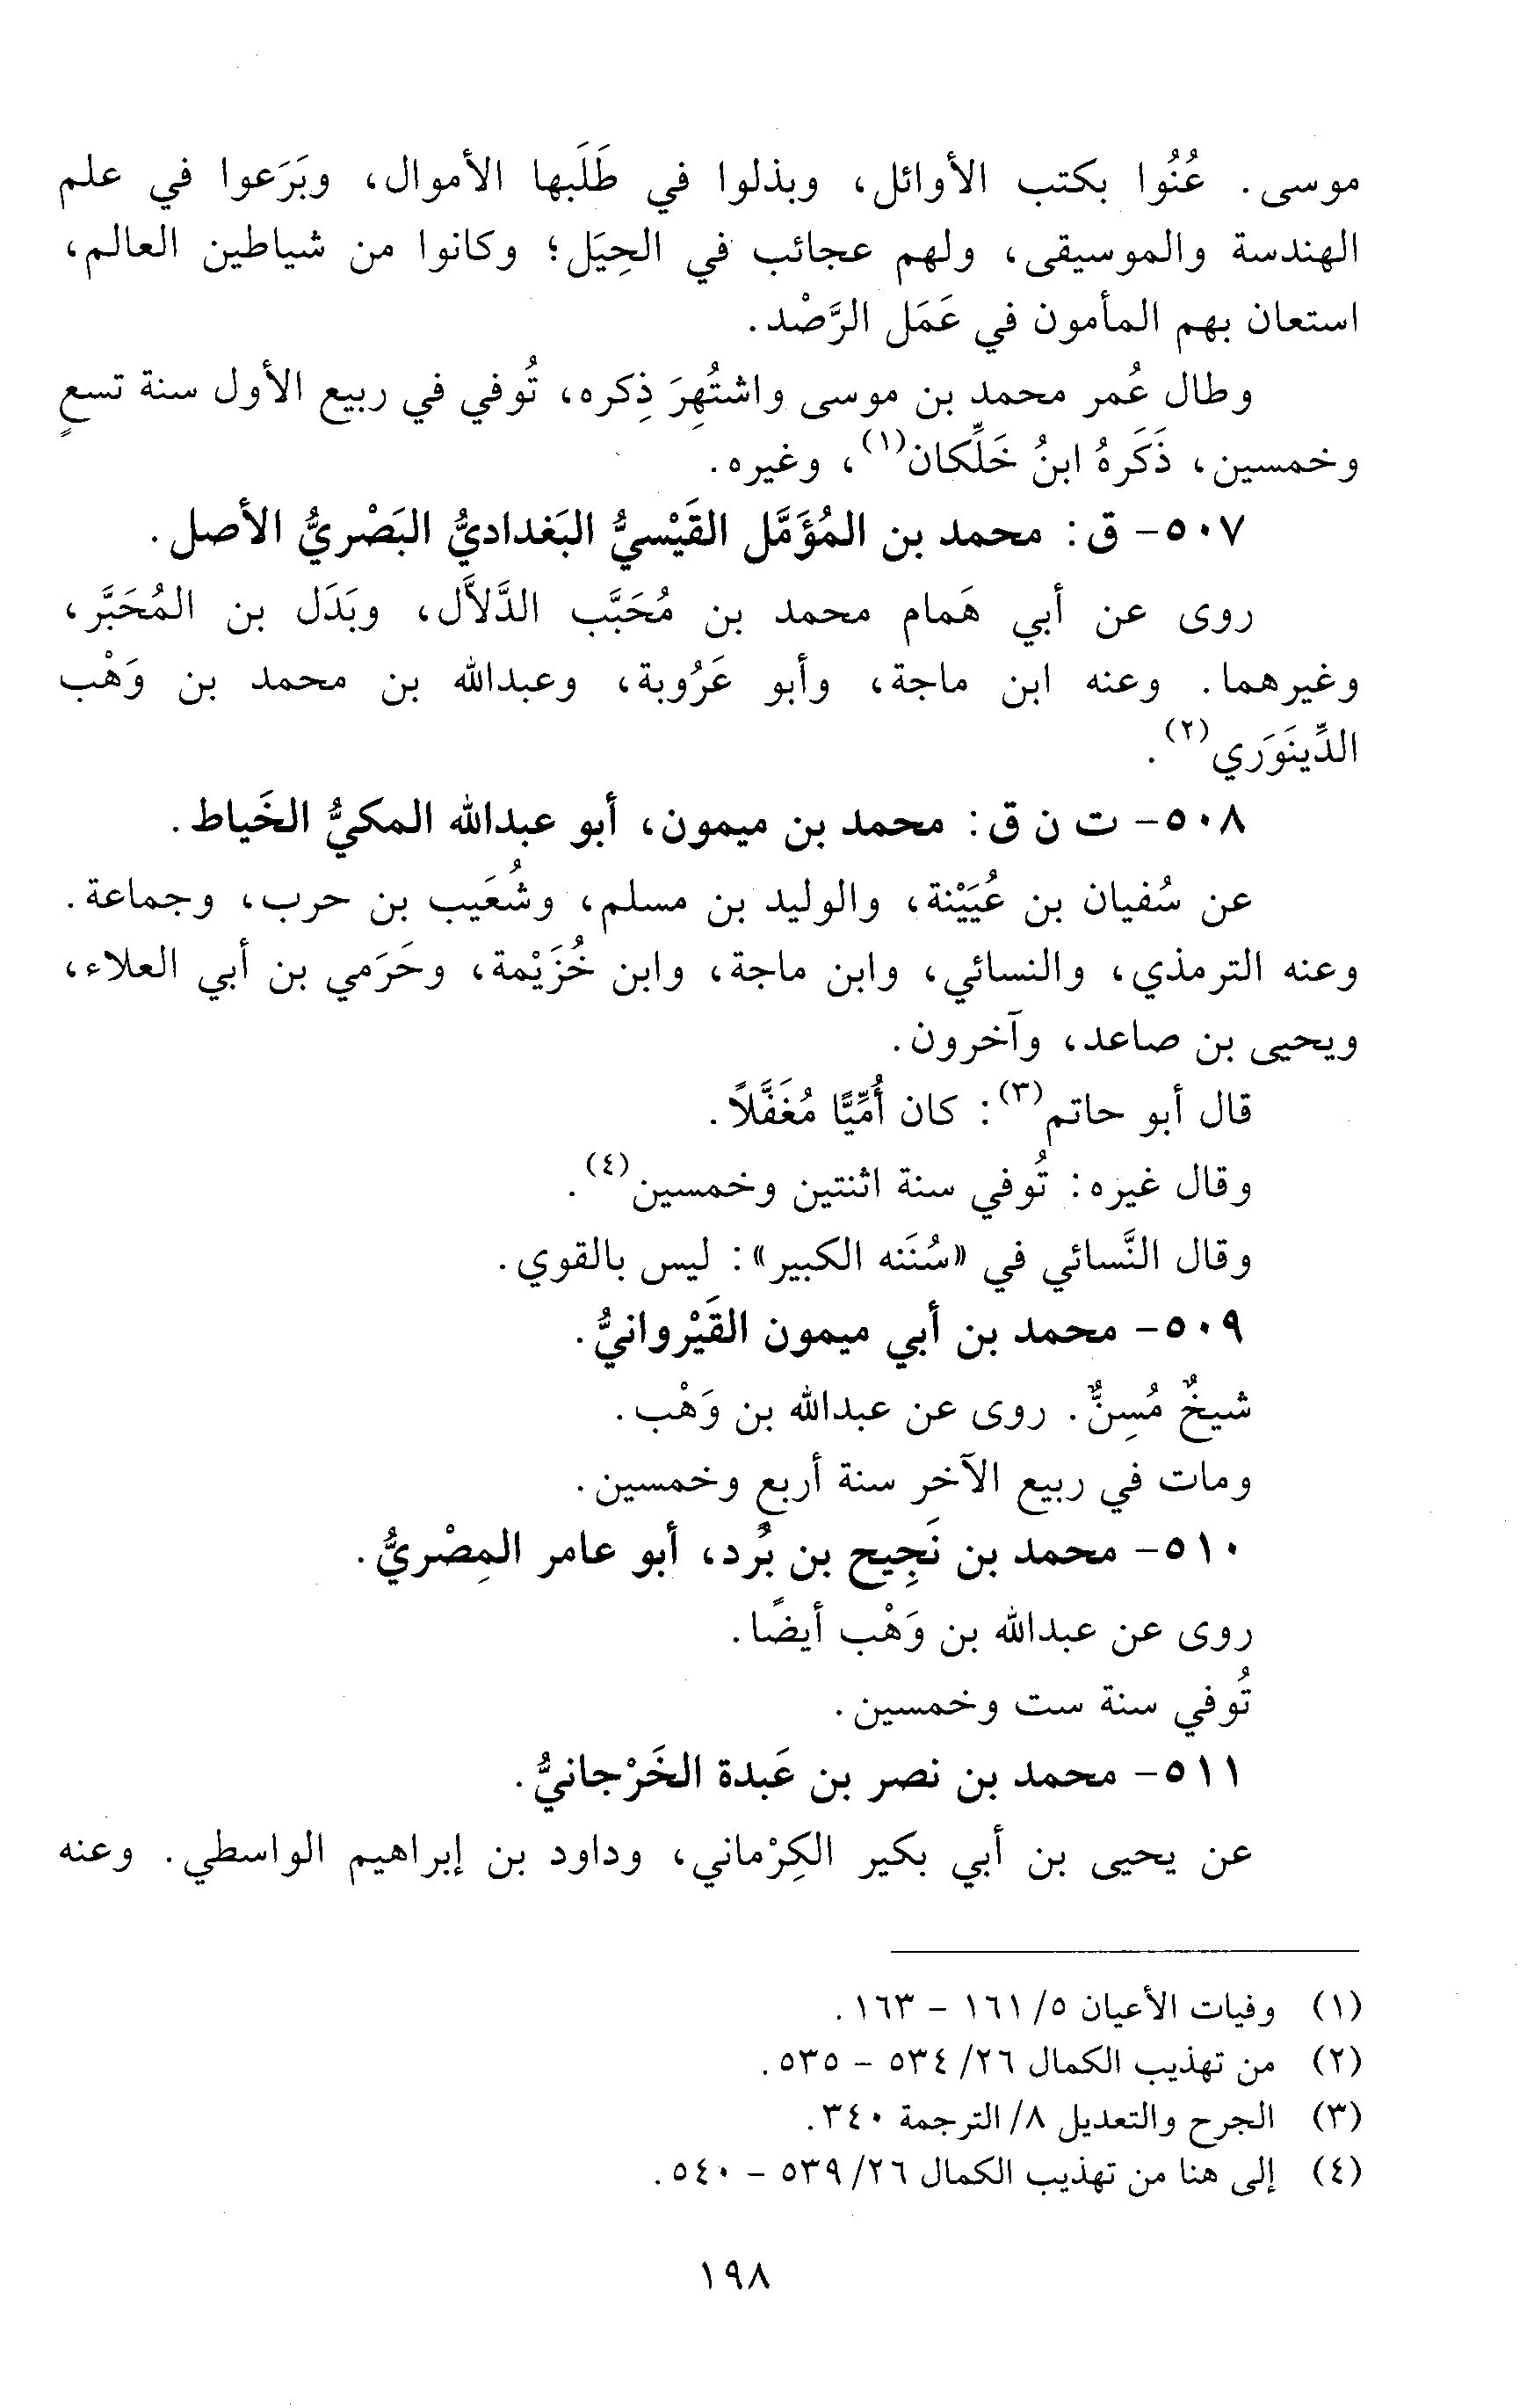 موسى. عُنُوا بكتب الأوائل، وبذلوا في طَلَبها الأموال، وبَرَعوا في علم
الهندسة والموسيقى، ولهم عجائب في الحِيَل؛ وكانوا من شياطين العالم،
استعان بهم المأمون في عَمَل الرَّصْد.
وطال عُمر محمد بن موسى واشتُهِرَ ذِكره، تُوفي في ربيع الأول سنة تسعٍ
وخمسين، ذَكَرهُ ابنُ خَلِّكان(١)، وغيره.
٥٠٧- ق: محمد بن المُؤَمَّل القَيْسيُّ البَغداديُّ البَصْريُّ الأصل.
روى عن أبي هَمام محمد بن مُحَبَّب الدَّلاَّل، وبَدَل بن المُحَبَّر،
وغيرهما. وعنه ابن ماجة، وأبو عَرُوبة، وعبدالله بن محمد بن وَهْب
الدِّينَوَري(٢).
٥٠٨- ت ن ق: محمد بن ميمون، أبو عبدالله المكيُّ الخَياط.
عن سُفيان بن عُيَيْنة، والوليد بن مسلم، وشُعَيب بن حرب، وجماعة.
وعنه الترمذي، والنسائي، وابن ماجة، وابن خُزَيْمة، وحَرَمي بن أبي العلاء،
ويحيى بن صاعد، وآخرون.
قال أبو حاتم(٣): كان أُمِّيًّا مُغَفَّلاً.
وقال غيره: تُوفي سنة اثنتين وخمسين(٤).
وقال النَّسائي في «سُنَنه الكبير»: ليس بالقوي.
٥٠٩- محمد بن أبي ميمون القَيْروانيُّ.
شيخٌ مُسِنٌّ. روى عن عبدالله بن وَهْب.
ومات في ربيع الآخر سنة أربعٍ وخمسين.
٥١٠- محمد بن نَجِيح بن بُرد، أبو عامر المِصْريُّ.
روى عن عبدالله بن وَهْب أيضًا.
تُوفي سنة ست وخمسين.
٥١١- محمد بن نصر بن عَبدة الخَرْجانيُّ.
عن يحيى بن أبي بكير الكِرْماني، وداود بن إبراهيم الواسطي. وعنه
(١) وفيات الأعيان ٥/ ١٦١ - ١٦٣.
(٢) من تهذيب الكمال ٢٦/ ٥٣٤ - ٥٣٥.
(٣) الجرح والتعديل ٨/ الترجمة ٣٤٠.
(٤) إلى هنا من تهذيب الكمال ٢٦/ ٥٣٩ - ٥٤٠.
١٩٨